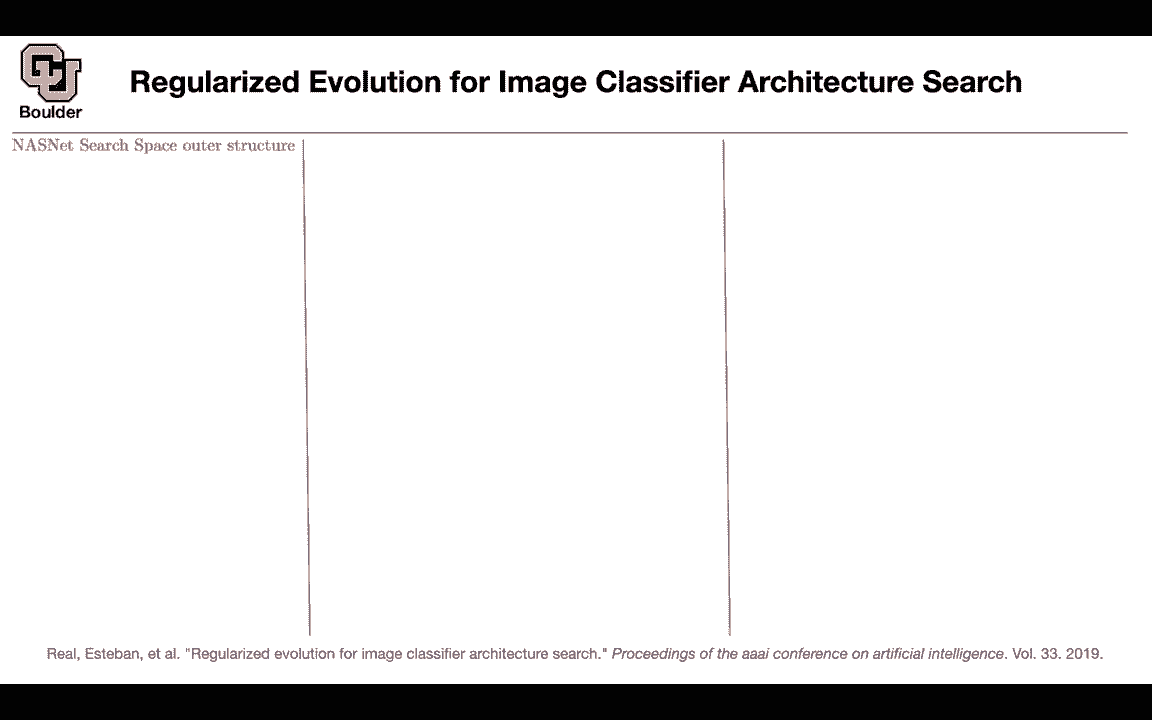 CU
Boulder
Regularized Evolution for Image Classifier Architecture Search
NASNet Search Space outer structure
Real, Esteban, et al. "Regularized evolution for image classifier architecture search." Proceedings of the aaai conference on artificial intelligence. Vol. 33. 2019.